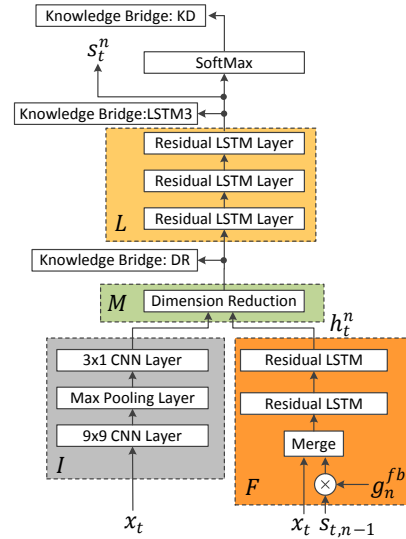 Knowledge Bridge: KD
s_t^n
SoftMax
Knowledge Bridge:LSTM3
Residual LSTM Layer
Residual LSTM Layer
Residual LSTM Layer
L
Knowledge Bridge: DR
M
Dimension Reduction
h_t^n
3x1 CNN Layer
Max Pooling Layer
9x9 CNN Layer
I
x_t
Residual LSTM
Residual LSTM
Merge
×
g_n^{fb}
F
x_t
s_{t,n-1}